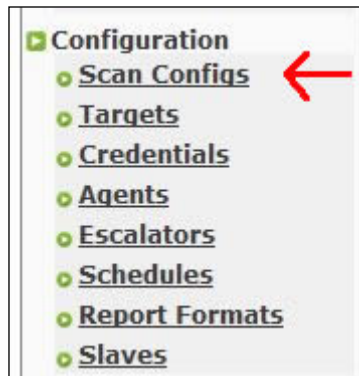 Configuration
Scan Configs
Targets
Credentials
Agents
Escalators
Schedules
Report Formats
Slaves